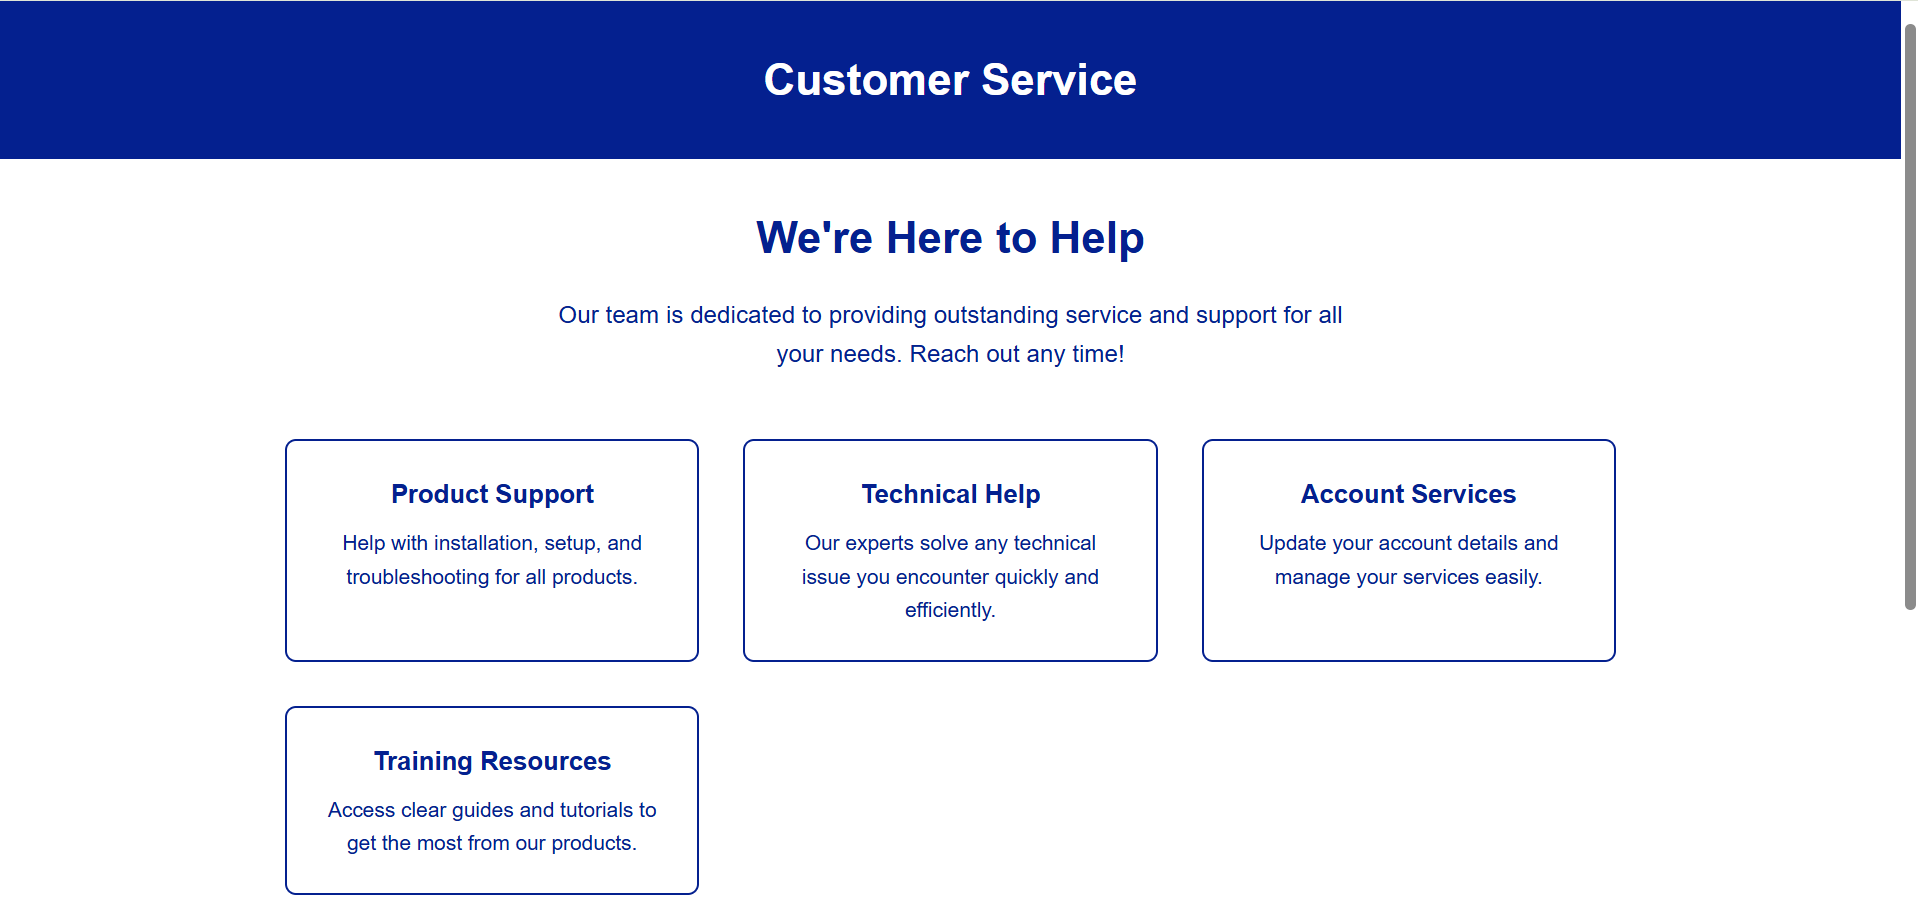 Customer Service
We're Here to Help
Our team is dedicated to providing outstanding service and support for all
your needs. Reach out any time!
Product Support
Help with installation, setup, and
troubleshooting for all products.
Technical Help
Our experts solve any technical
issue you encounter quickly and
efficiently.
Account Services
Update your account details and
manage your services easily.
Training Resources
Access clear guides and tutorials to
get the most from our products.